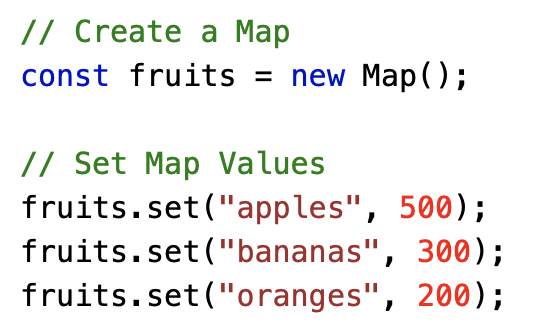 // Create a Map
const fruits = new Map();
// Set Map Values
fruits.set("apples", 500);
fruits.set("bananas", 300);
fruits.set("oranges", 200);